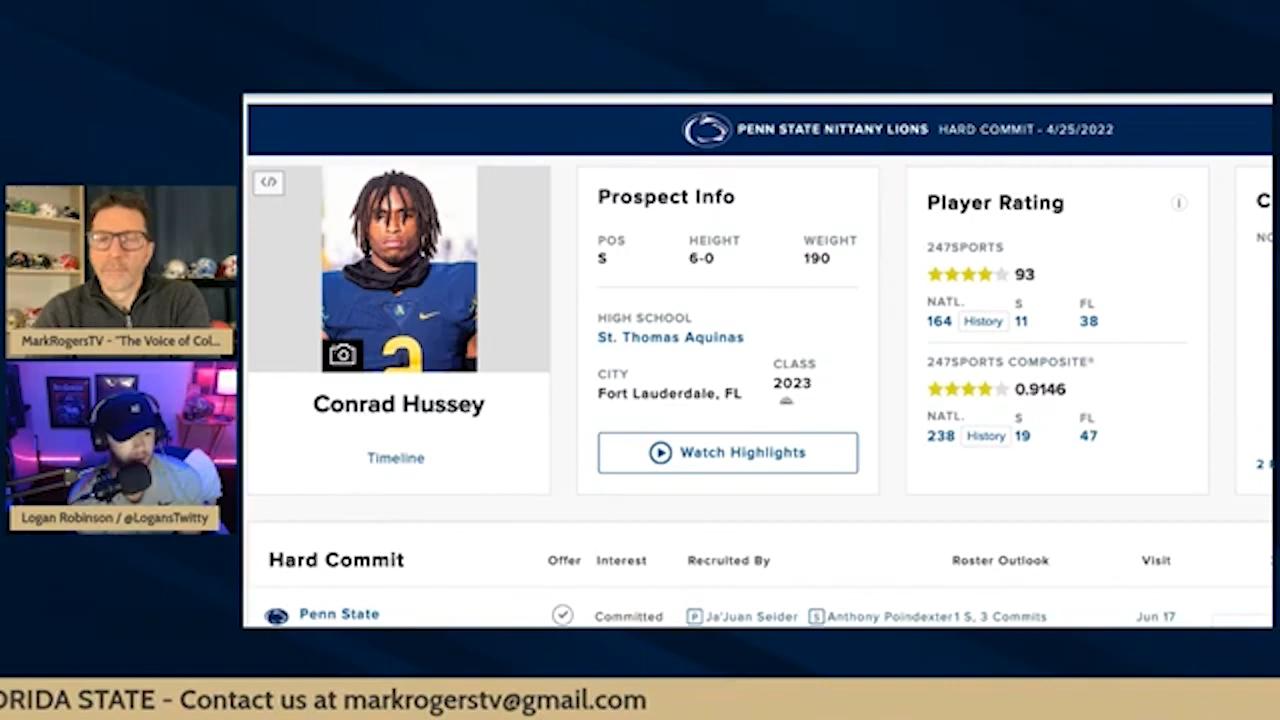 PENN STATE NITTANY LIONS HARD COMMIT - 4/25/2022
</>
Conrad Hussey
Timeline
Prospect Info
POS HEIGHT WEIGHT
S 6-0 190
HIGH SCHOOL
St. Thomas Aquinas
CITY CLASS
Fort Lauderdale, FL 2023
Watch Highlights
Player Rating
247SPORTS
93
NATL. S FL
164 History 11 38
247SPORTS COMPOSITE®
0.9146
NATL. S FL
238 History 19 47
C
NO
2
Hard Commit Offer Interest Recruited By Roster Outlook Visit
Penn State Committed P Ja'Juan Seider S Anthony Poindexter 1 S, 3 Commits Jun 17
MarkRogersTV - "The Voice of Col...
Logan Robinson / @LogansTwitty
ORIDA STATE - Contact us at markrogerstv@gmail.com